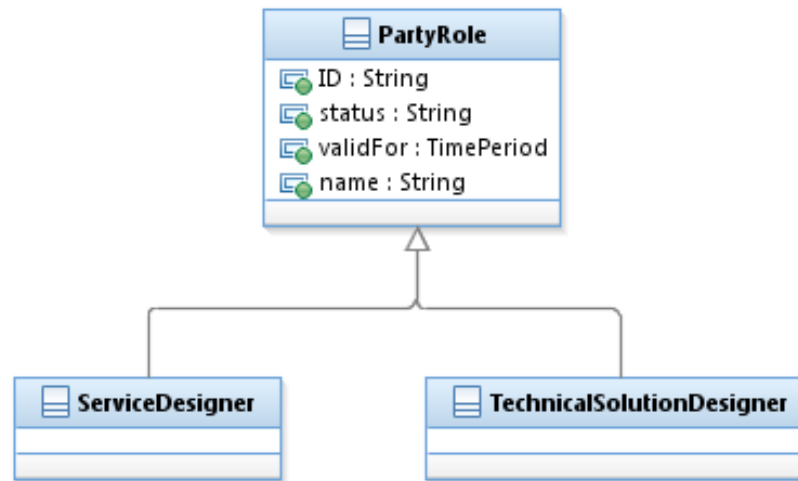 PartyRole
ID : String
status : String
validFor : TimePeriod
name : String
ServiceDesigner
TechnicalSolutionDesigner